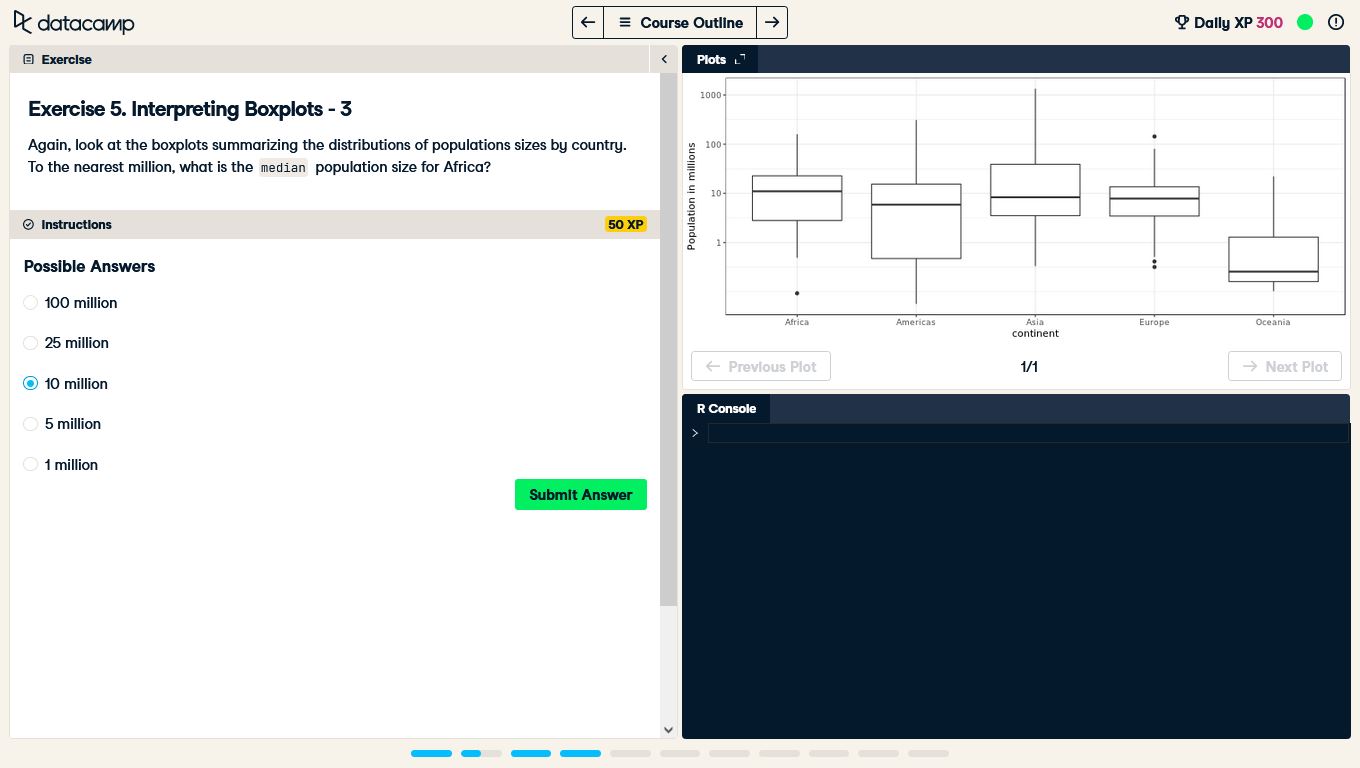 datacamp
Course Outline
Daily XP 300
Exercise
Exercise 5. Interpreting Boxplots - 3
Again, look at the boxplots summarizing the distributions of populations sizes by country.
To the nearest million, what is the median population size for Africa?
Instructions
50 XP
Possible Answers
100 million
25 million
10 million
5 million
1 million
Submit Answer
Plots
Population in millions
1000
100
10
1
Africa Americas Asia Europe Oceania
continent
Previous Plot
1/1
Next Plot
R Console
>